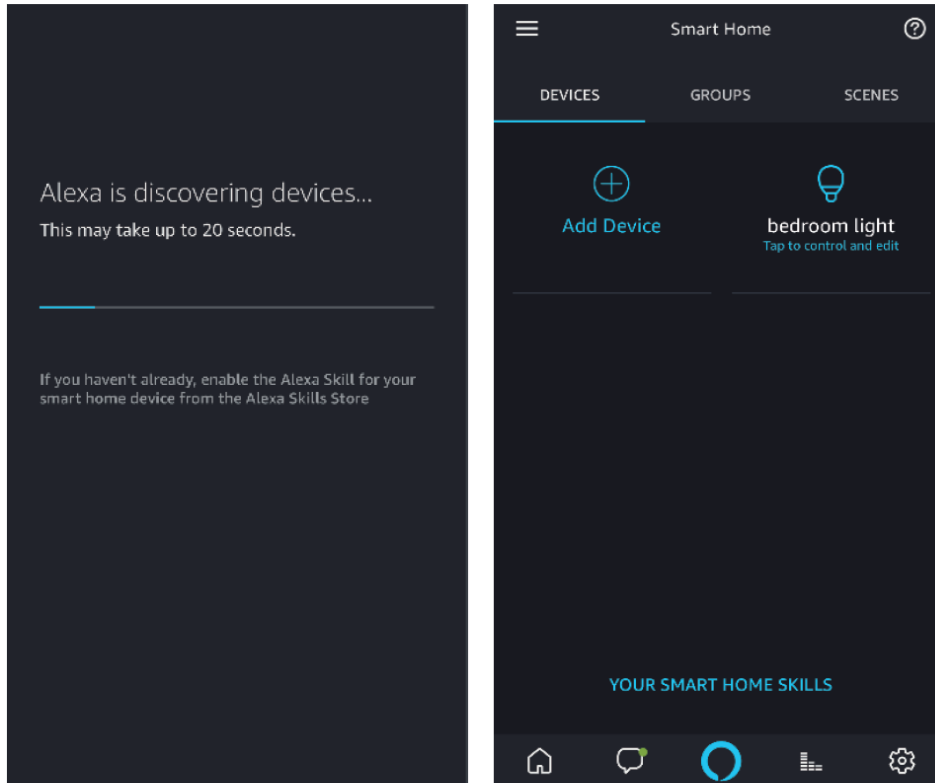 Alexa is discovering devices...
This may take up to 20 seconds.
If you haven't already, enable the Alexa Skill for your
smart home device from the Alexa Skills Store
Smart Home
DEVICES GROUPS SCENES
Add Device
bedroom light
Tap to control and edit
YOUR SMART HOME SKILLS